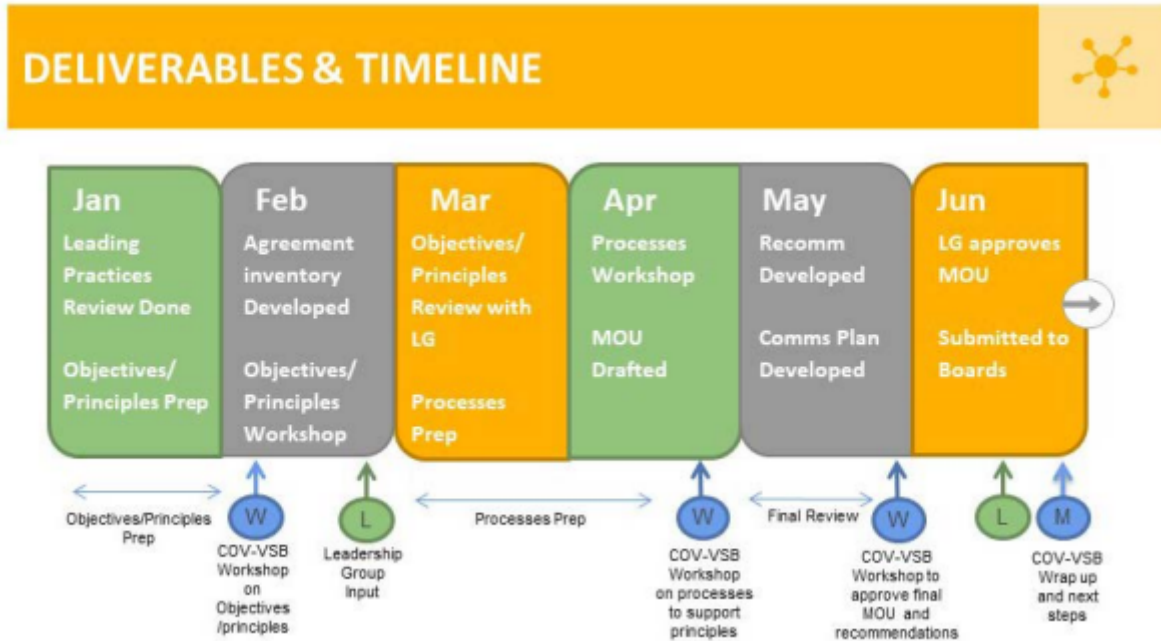 DELIVERABLES & TIMELINE
Jan
Leading
Practices
Review Done
Objectives/
Principles Prep
Feb
Agreement
inventory
Developed
Objectives/
Principles
Workshop
Mar
Objectives/
Principles
Review with
LG
Processes
Prep
Apr
Processes
Workshop
MOU
Drafted
May
Recomm
Developed
Comms Plan
Developed
Jun
LG approves
MOU
Submitted to
Boards
Objectives/Principles
Prep
W
COV-VSB
Workshop
on
Objectives
/principles
L
Leadership
Group
Input
Processes Prep
W
COV-VSB
Workshop
on processes
to support
principles
Final Review
W
COV-VSB
Workshop to
approve final
MOU and
recommendations
L
M
COV-VSB
Wrap up
and next
steps